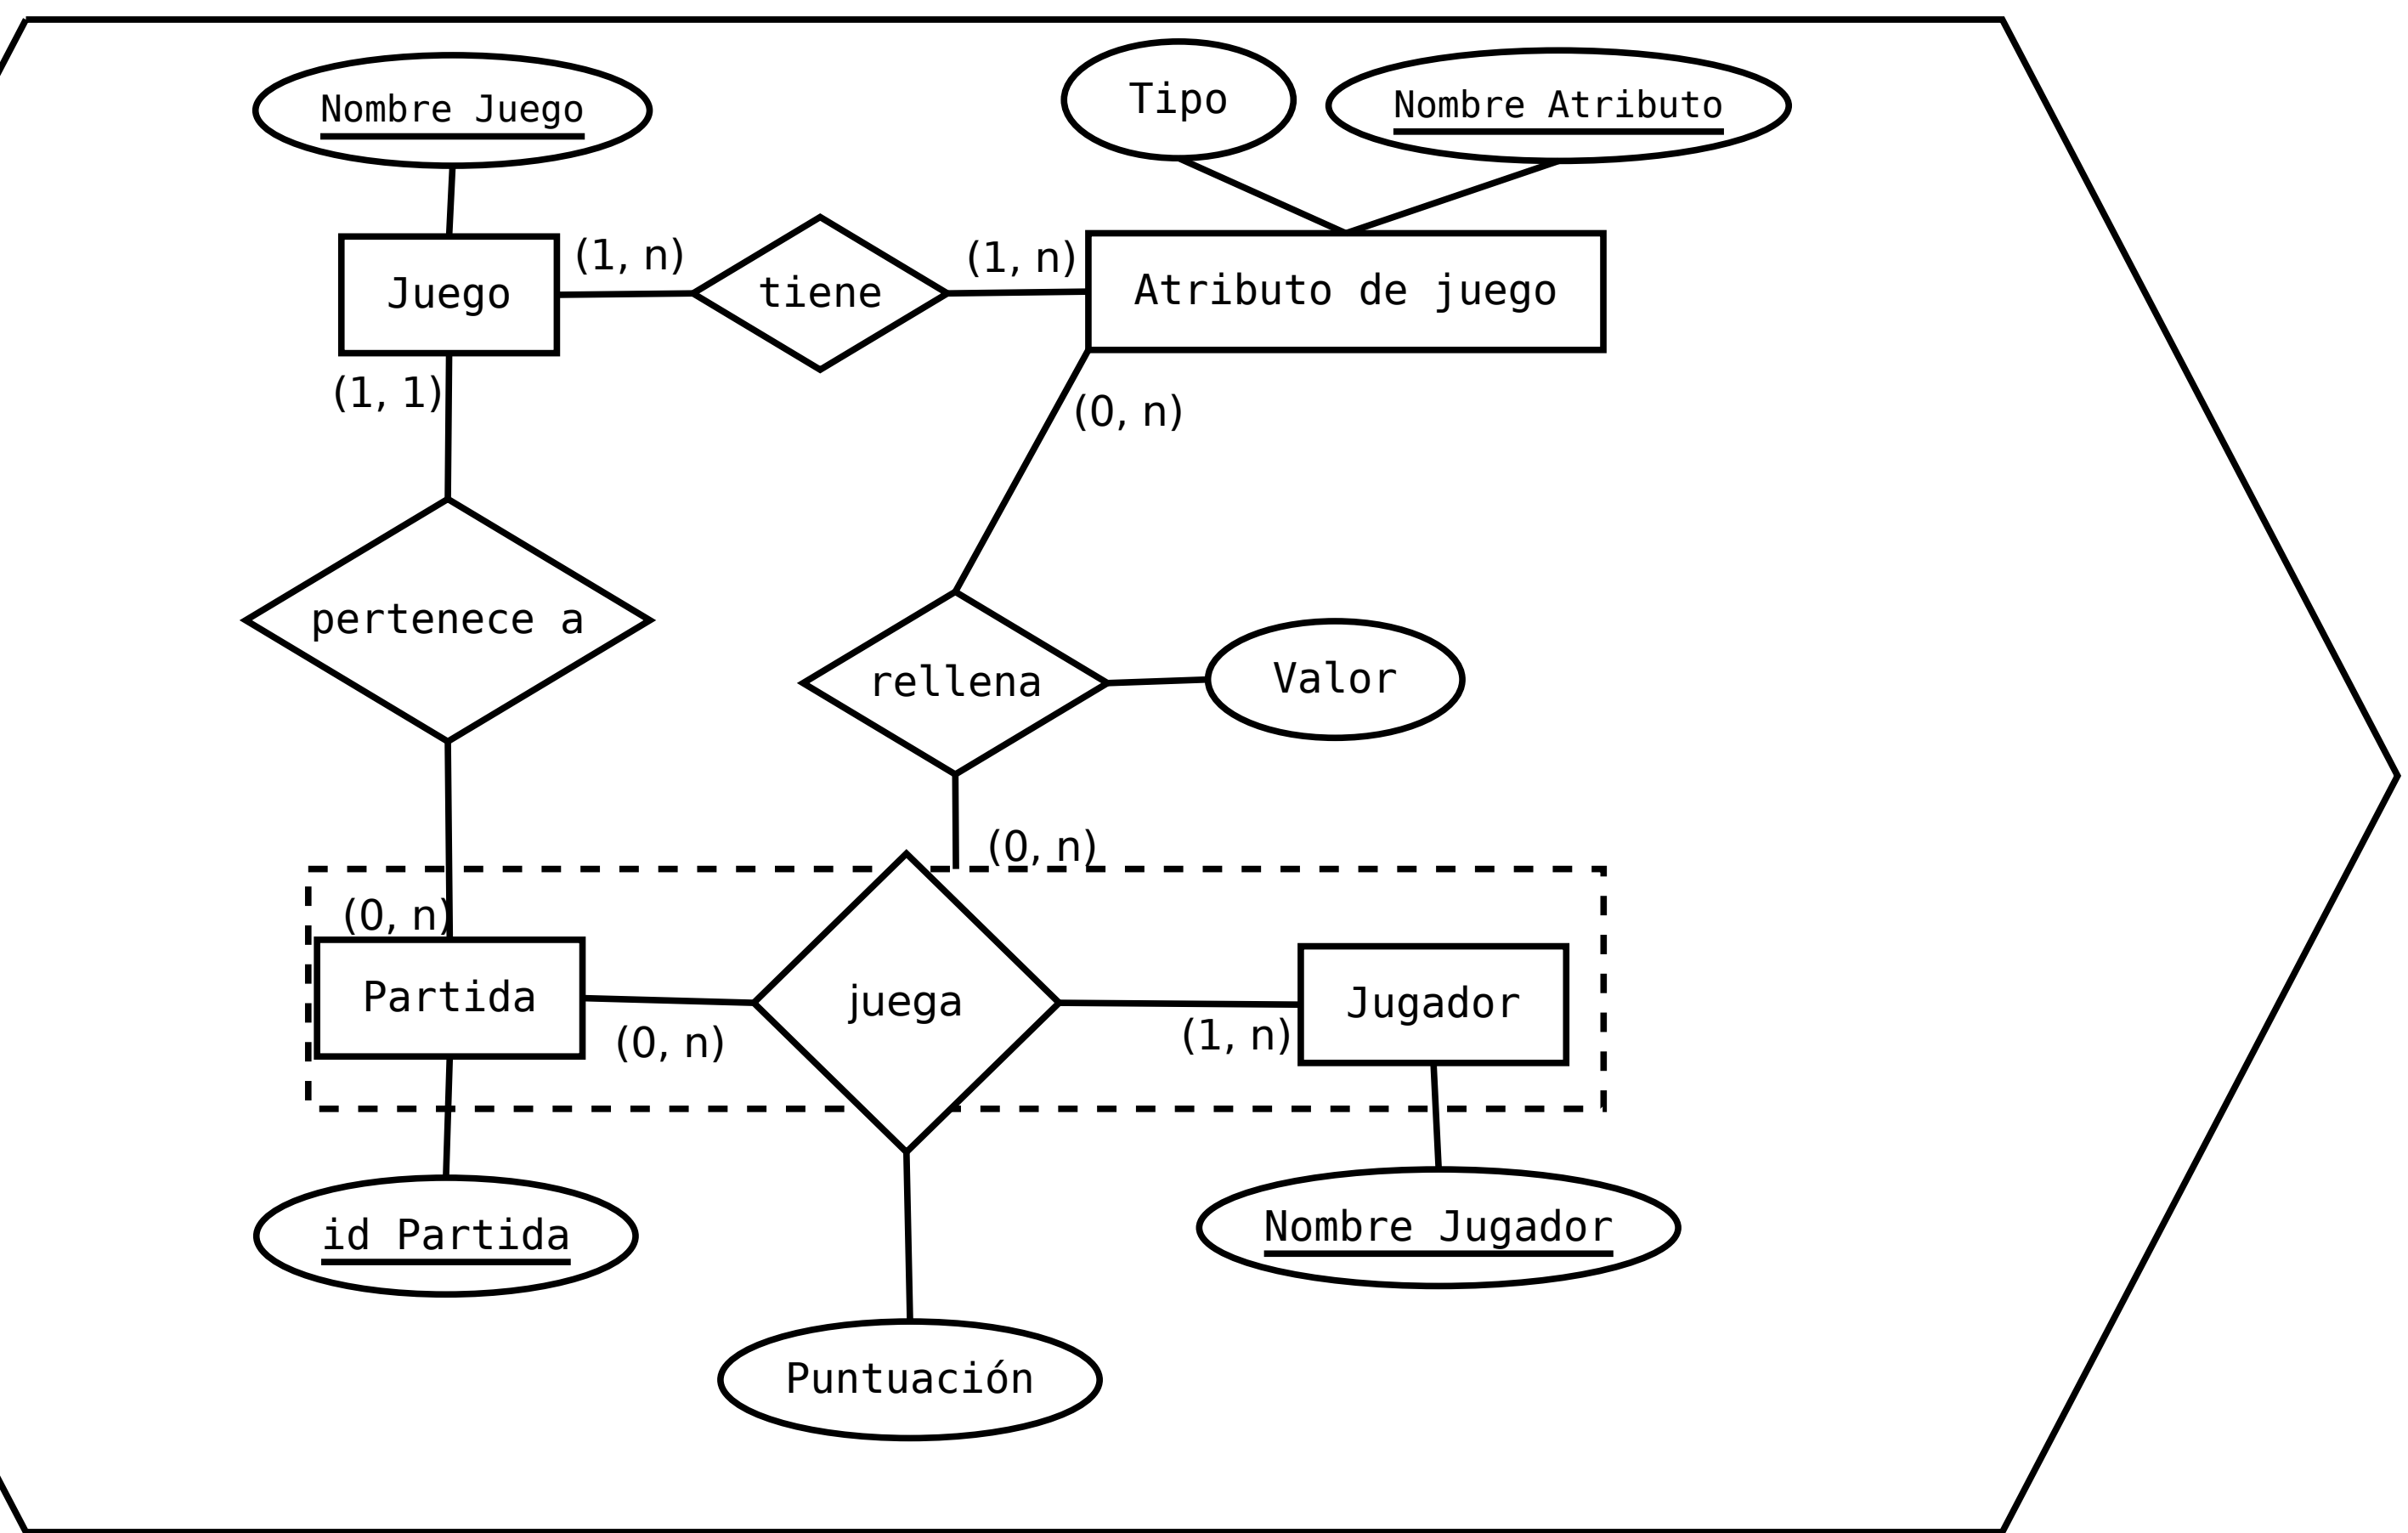 Nombre Juego
Tipo
Nombre Atributo
Juego
(1, n)
tiene
(1, n)
Atributo de juego
(1, 1)
(0, n)
pertenece a
rellena
Valor
(0, n)
(0, n)
Partida
(0, n)
juega
(1, n)
Jugador
id Partida
Nombre Jugador
Puntuación